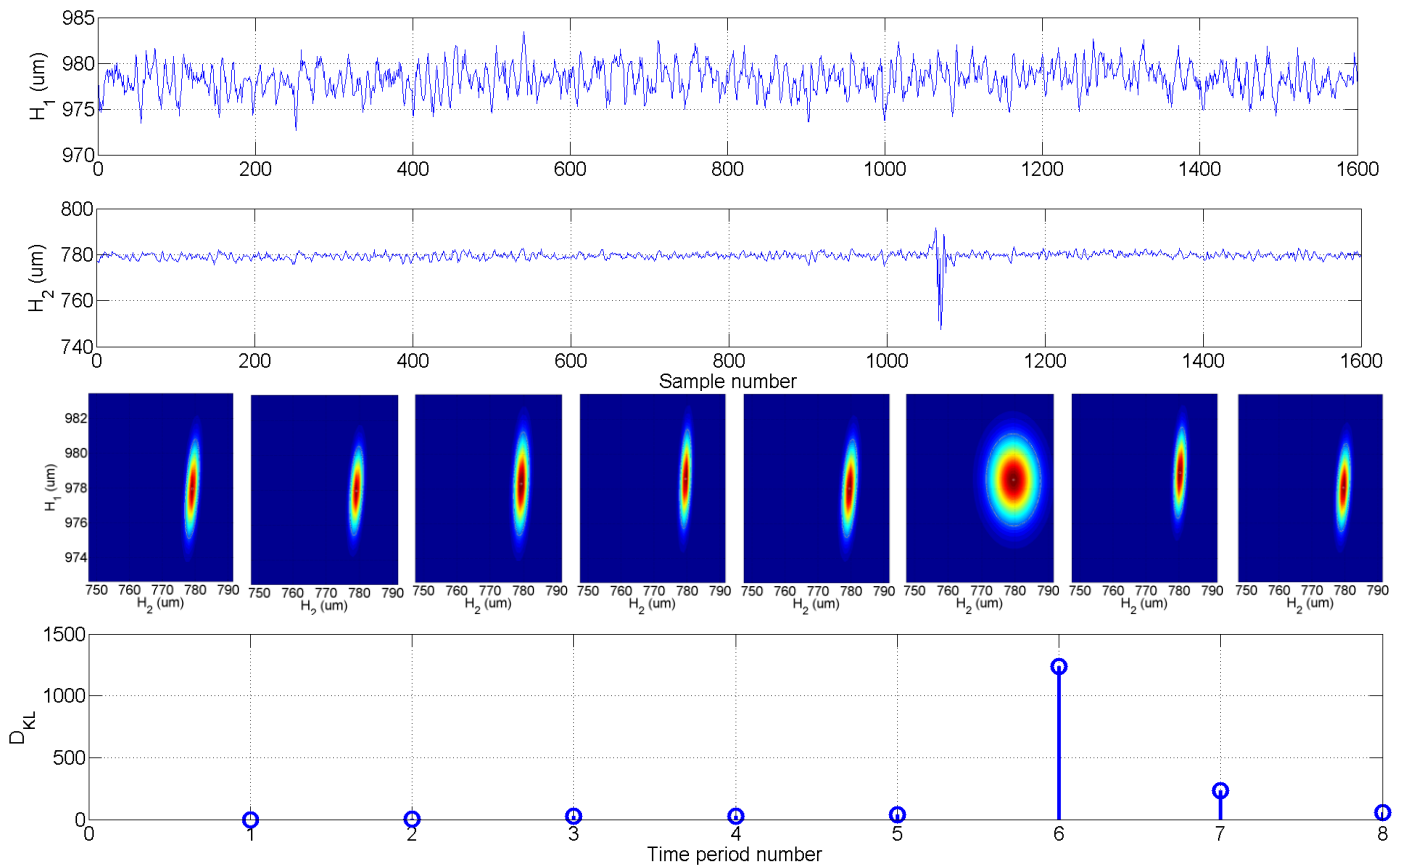 985
980
975
970
H1 (um)
0 200 400 600 800 1000 1200 1400 1600
800
780
760
740
H2 (um)
0 200 400 600 800 1000 1200 1400 1600
Sample number
982
980
978
976
974
H1 (um)
750 760 770 780 790
750 760 770 780 790
750 760 770 780 790
750 760 770 780 790
750 760 770 780 790
750 760 770 780 790
750 760 770 780 790
750 760 770 780 790
H2 (um)
H2 (um)
H2 (um)
H2 (um)
H2 (um)
H2 (um)
H2 (um)
H2 (um)
1500
1000
500
0
DKL
0 1 2 3 4 5 6 7 8
Time period number